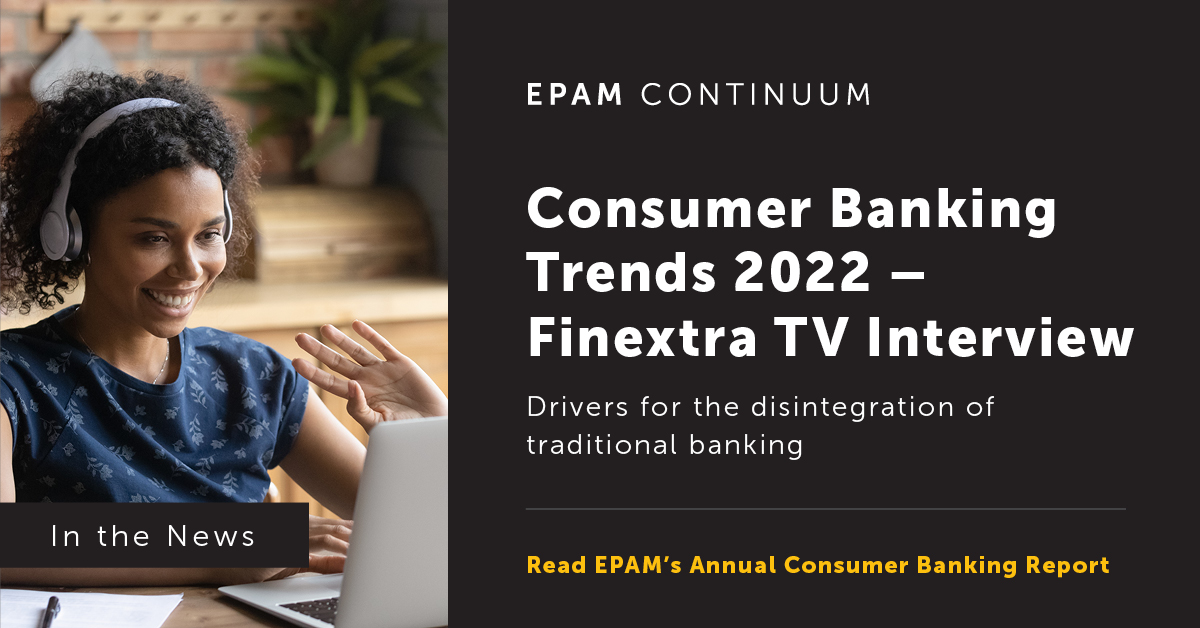 EPAM CONTINUUM
Consumer Banking
Trends 2022 –
Finextra TV Interview
Drivers for the disintegration of
traditional banking
In the News
Read EPAM’s Annual Consumer Banking Report